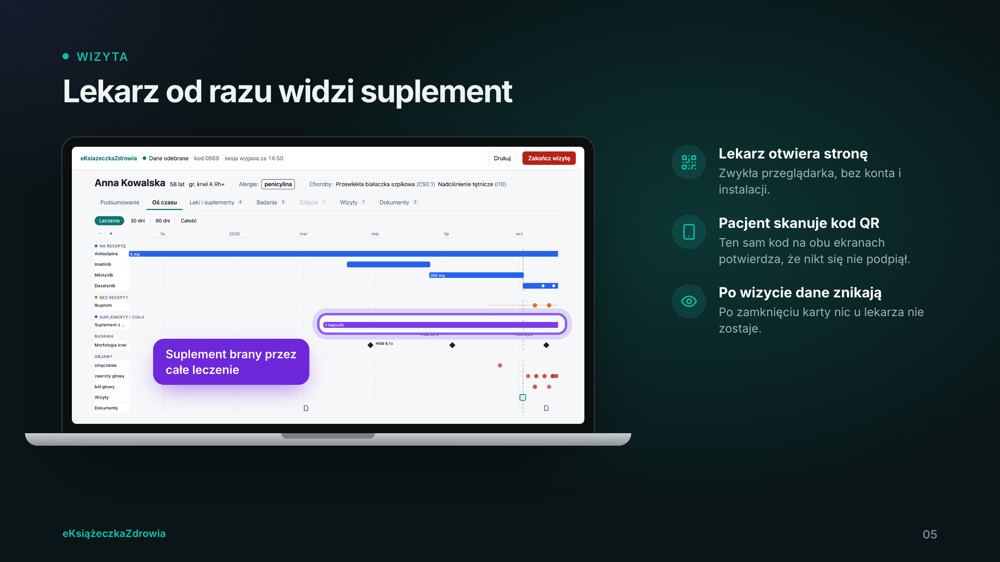 WIZYTA
Lekarz od razu widzi suplement
eKsiazeczkaZdrowia Dane odebrane kod 0669 sesja wygasa za 14:50 Drukuj Zakończ wizytę
Anna Kowalska 58 lat gr. krwi A Rh+ Alergie: penicylina Choroby: Przewlekła białaczka szpikowa (C92.1) Nadciśnienie tętnicze (I10)
Podsumowanie Oś czasu Leki i suplementy 4 Badania 3 Zdjęcia 0 Wizyty 1 Dokumenty 2
Leczenie 30 dni 90 dni Całość
− + lis 2026 mar maj lip wrz
NA RECEPTĘ
Amlodipina 5 mg
Imatinib
Nilotynib 300 mg
Dazatynib
BEZ RECEPTY
Ibuprom
SUPLEMENTY I ZIOŁA
Suplement z ... 2 kapsułki
BADANIA
Morfologia krwi HGB 9,1↓
OBJAWY
zmęczenie
zawroty głowy
ból głowy
Wizyty
Dokumenty
Suplement brany przez
całe leczenie
Lekarz otwiera stronę
Zwykła przeglądarka, bez konta i
instalacji.
Pacjent skanuje kod QR
Ten sam kod na obu ekranach
potwierdza, że nikt się nie podpiął.
Po wizycie dane znikają
Po zamknięciu karty nic u lekarza nie
zostaje.
eKsiążeczkaZdrowia
05